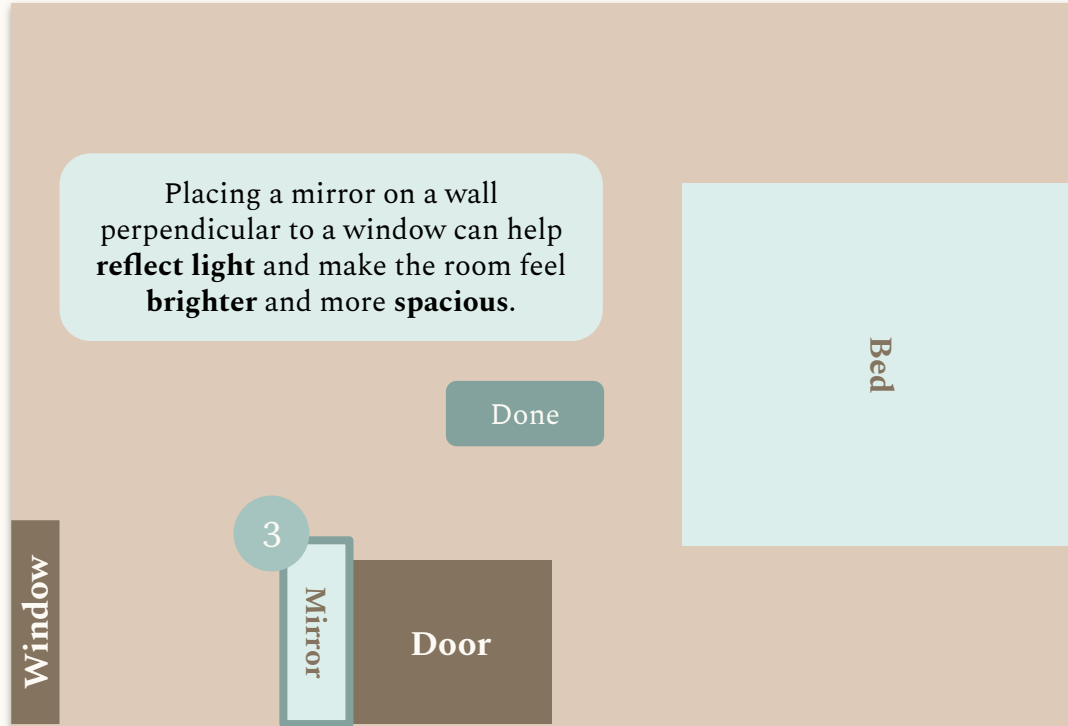 Placing a mirror on a wall
perpendicular to a window can help
reflect light and make the room feel
brighter and more spacious.
Bed
Done
3
Window
Mirror
Door